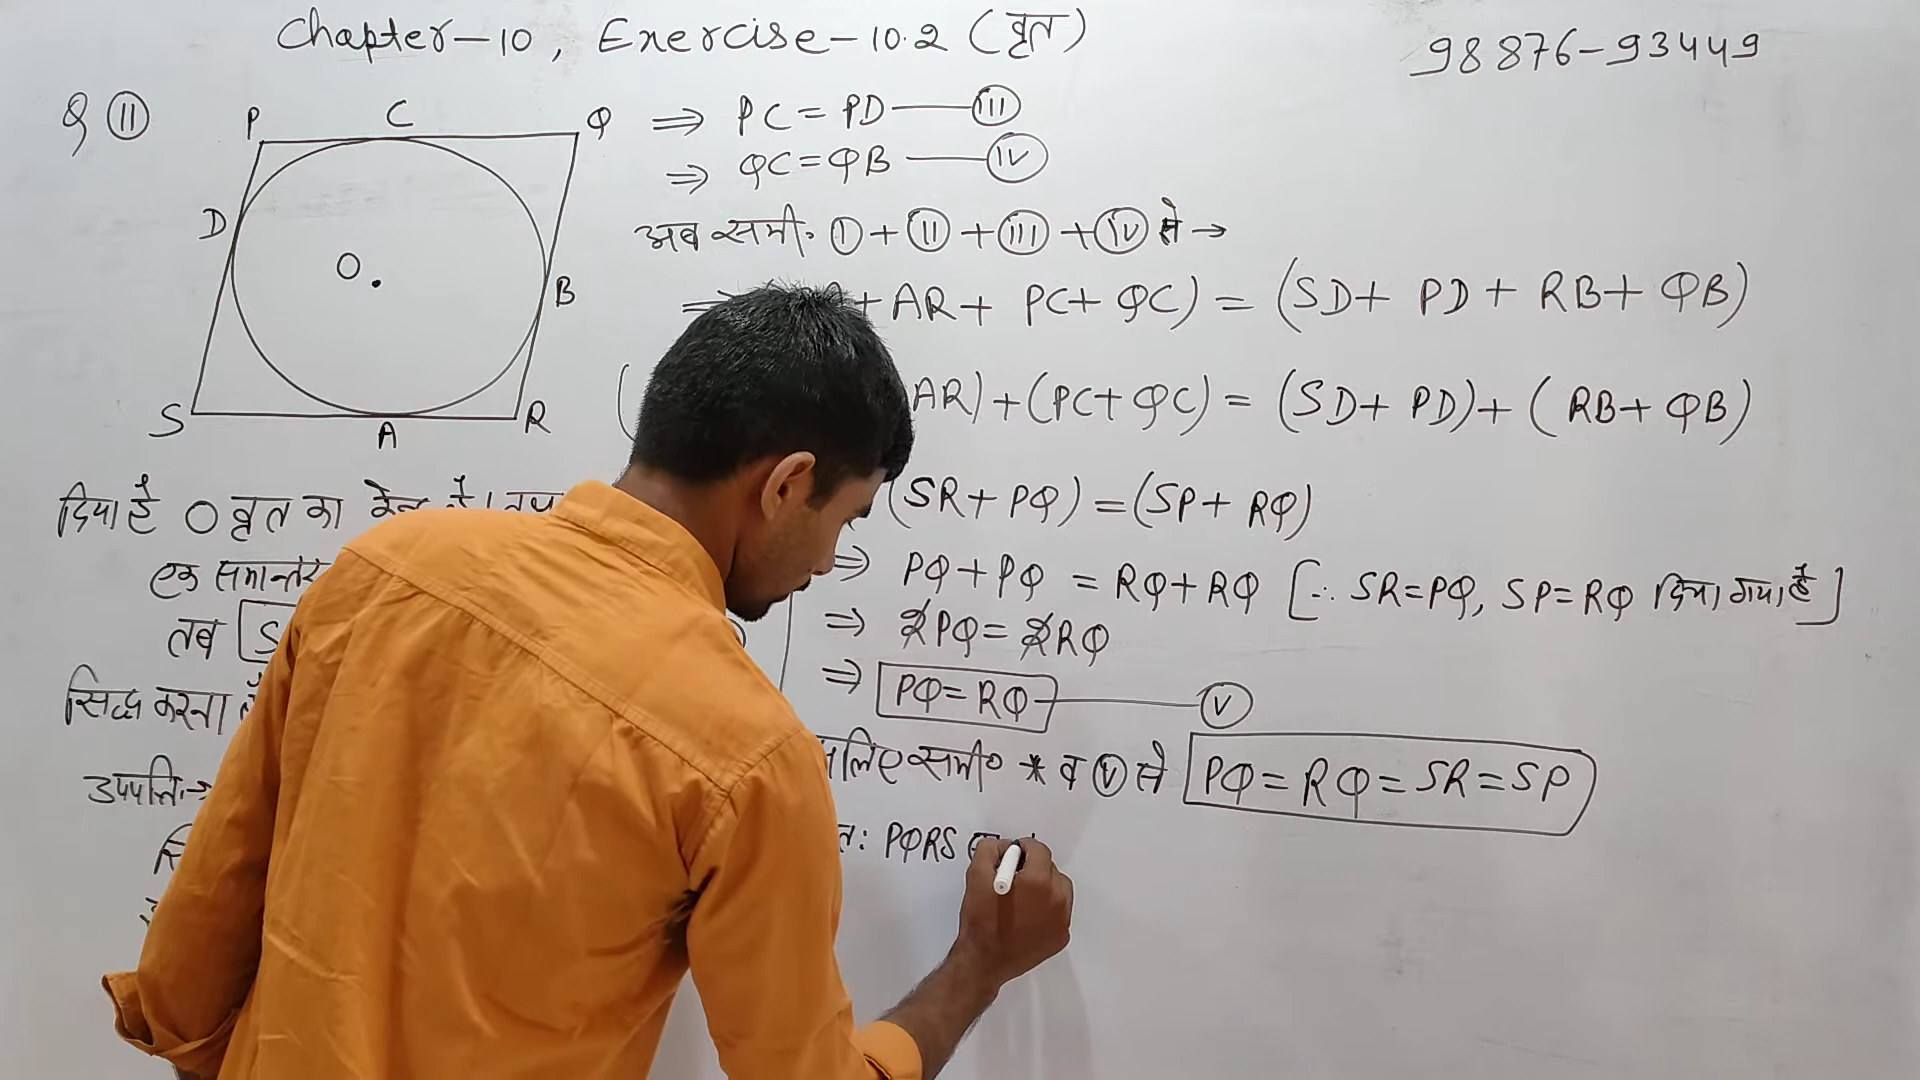 Chapter-10, Exercise-10.2 (वृत)
98876-93449
Q 11
P C Q
D
O.
B
S A R
⇒ PC = PD — III
⇒ QC = QB — IV
अब समी. I + II + III + IV से →
+ AR + PC + QC) = (SD + PD + RB + QB)
( AR) + (PC + QC) = (SD + PD) + (RB + QB)
(SR + PQ) = (SP + RQ)
⇒ PQ + PQ = RQ + RQ [∴ SR = PQ, SP = RQ दिया गया है]
⇒ 2PQ = 2RQ
⇒ PQ = RQ — V
समी० * व V से PQ = RQ = SR = SP
PQRS
दिया है O वृत का
एक
तब
सिद्ध करना
उपपत्ति:→